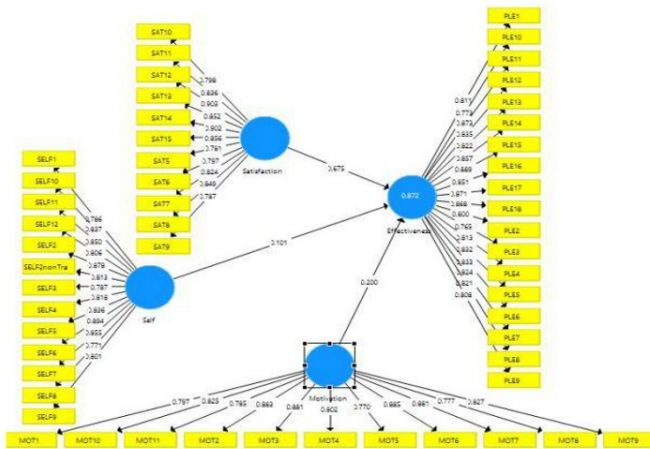 SAT10
SAT11
SAT12
SAT13
SAT14
SAT15
SAT5
SAT6
SAT7
SAT8
SAT9
0.798
0.836
0.903
0.852
0.902
0.856
0.781
0.797
0.824
0.849
0.787
Satisfaction
0.675
PLE1
PLE10
PLE11
PLE12
PLE13
PLE14
PLE15
PLE16
PLE17
PLE18
PLE2
PLE3
PLE4
PLE5
PLE6
PLE7
PLE8
PLE9
0.811
0.773
0.873
0.835
0.822
0.857
0.889
0.851
0.871
0.868
0.800
0.765
0.813
0.832
0.833
0.824
0.821
0.808
0.872
Effectiveness
SELF1
SELF10
SELF11
SELF12
SELF2
SELF2nonTra
SELF3
SELF4
SELF5
SELF6
SELF7
SELF8
SELF9
0.786
0.837
0.850
0.806
0.878
0.813
0.787
0.818
0.836
0.894
0.855
0.771
0.801
Self
0.101
0.200
Motivation
0.797
0.825
0.795
0.883
0.881
0.802
0.770
0.885
0.861
0.777
0.827
MOT1
MOT10
MOT11
MOT2
MOT3
MOT4
MOT5
MOT6
MOT7
MOT8
MOT9